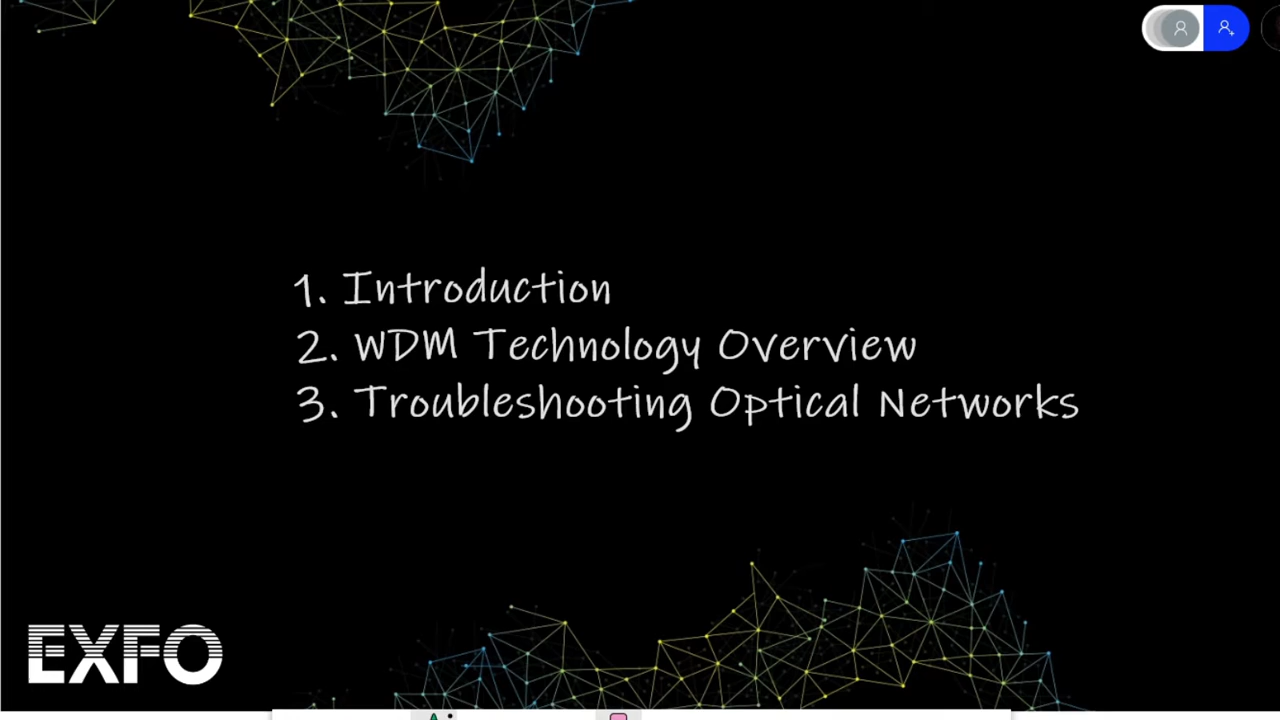 1. Introduction
2. WDM Technology Overview
3. Troubleshooting Optical Networks
EXFO